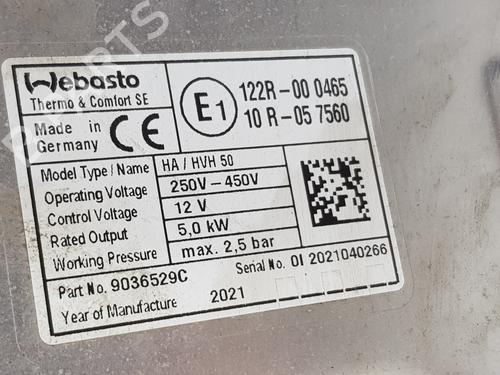 Webasto
Thermo & Comfort SE
Made in
Germany
CE
E1
122R-00 0465
10 R-05 7560
Model Type / Name HA / HVH 50
Operating Voltage 250V-450V
Control Voltage 12 V
Rated Output 5,0 kW
Working Pressure max. 2,5 bar
Part No. 9036529C Serial No. 01 2021040266
Year of Manufacture 2021